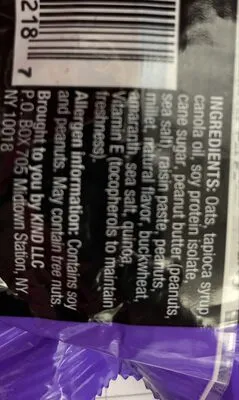 218
7
INGREDIENTS: Oats, tapioca syrup,
canola oil, soy protein isolate,
cane sugar, peanut butter (peanuts,
sea salt), raisin paste, peanuts,
millet, natural flavor, buckwheat,
amaranth, sea salt, quinoa,
Vitamin E (tocopherols to maintain
freshness).
Allergen information: Contains soy
and peanuts. May contain tree nuts.
Brought to you by KIND LLC
P.O. BOX 705 Midtown Station, NY,
NY 10018